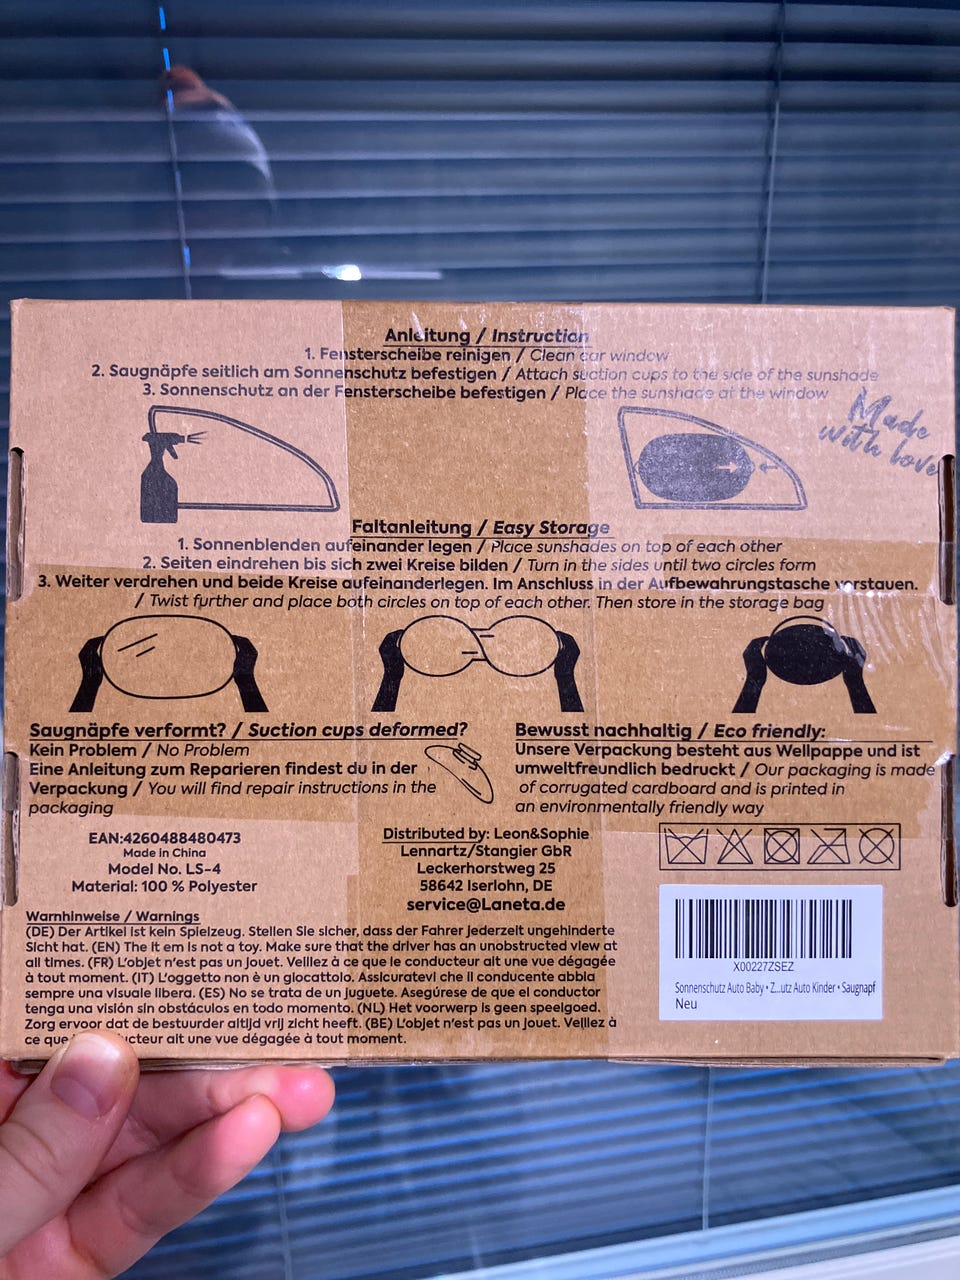 Anleitung / Instruction
1. Fensterscheibe reinigen / Clean car window
2. Saugnäpfe seitlich am Sonnenschutz befestigen / Attach suction cups to the side of the sunshade
3. Sonnenschutz an der Fensterscheibe befestigen / Place the sunshade at the window
Made
with love
Faltanleitung / Easy Storage
1. Sonnenblenden aufeinander legen / Place sunshades on top of each other
2. Seiten eindrehen bis sich zwei Kreise bilden / Turn in the sides until two circles form
3. Weiter verdrehen und beide Kreise aufeinanderlegen. Im Anschluss in der Aufbewahrungstasche verstauen.
/ Twist further and place both circles on top of each other. Then store in the storage bag
Saugnäpfe verformt? / Suction cups deformed?
Kein Problem / No Problem
Eine Anleitung zum Reparieren findest du in der
Verpackung / You will find repair instructions in the
packaging
Bewusst nachhaltig / Eco friendly:
Unsere Verpackung besteht aus Wellpappe und ist
umweltfreundlich bedruckt / Our packaging is made
of corrugated cardboard and is printed in
an environmentally friendly way
EAN:4260488480473
Made in China
Model No. LS-4
Material: 100 % Polyester
Distributed by: Leon&Sophie
Lennartz/Stangier GbR
Leckerhorstweg 25
58642 Iserlohn, DE
service@Laneta.de
Warnhinweise / Warnings
(DE) Der Artikel ist kein Spielzeug. Stellen Sie sicher, dass der Fahrer jederzeit ungehinderte
Sicht hat. (EN) The it em is not a toy. Make sure that the driver has an unobstructed view at
all times. (FR) L'objet n'est pas un jouet. Veillez à ce que le conducteur ait une vue dégagée
à tout moment. (IT) L'oggetto non è un giocattolo. Assicuratevi che il conducente abbia
sempre una visuale libera. (ES) No se trata de un juguete. Asegúrese de que el conductor
tenga una visión sin obstáculos en todo momento. (NL) Het voorwerp is geen speelgoed.
Zorg ervoor dat de bestuurder altijd vrij zicht heeft. (BE) L'objet n'est pas un jouet. Veillez à
ce que ucteur ait une vue dégagée à tout moment.
X00227ZSEZ
Sonnenschutz Auto Baby • Z...utz Auto Kinder • Saugnapf
Neu